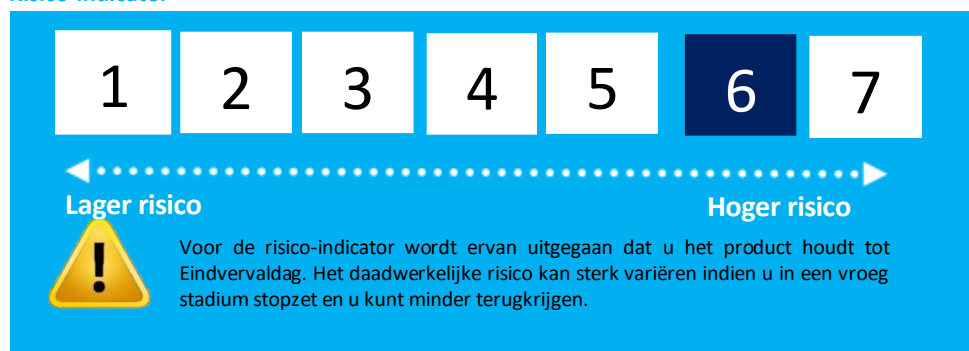 Risico-indicator
1 2 3 4 5 6 7
Lager risico Hoger risico
!
Voor de risico-indicator wordt ervan uitgegaan dat u het product houdt tot
Eindvervaldag. Het daadwerkelijke risico kan sterk variëren indien u in een vroeg
stadium stopzet en u kunt minder terugkrijgen.